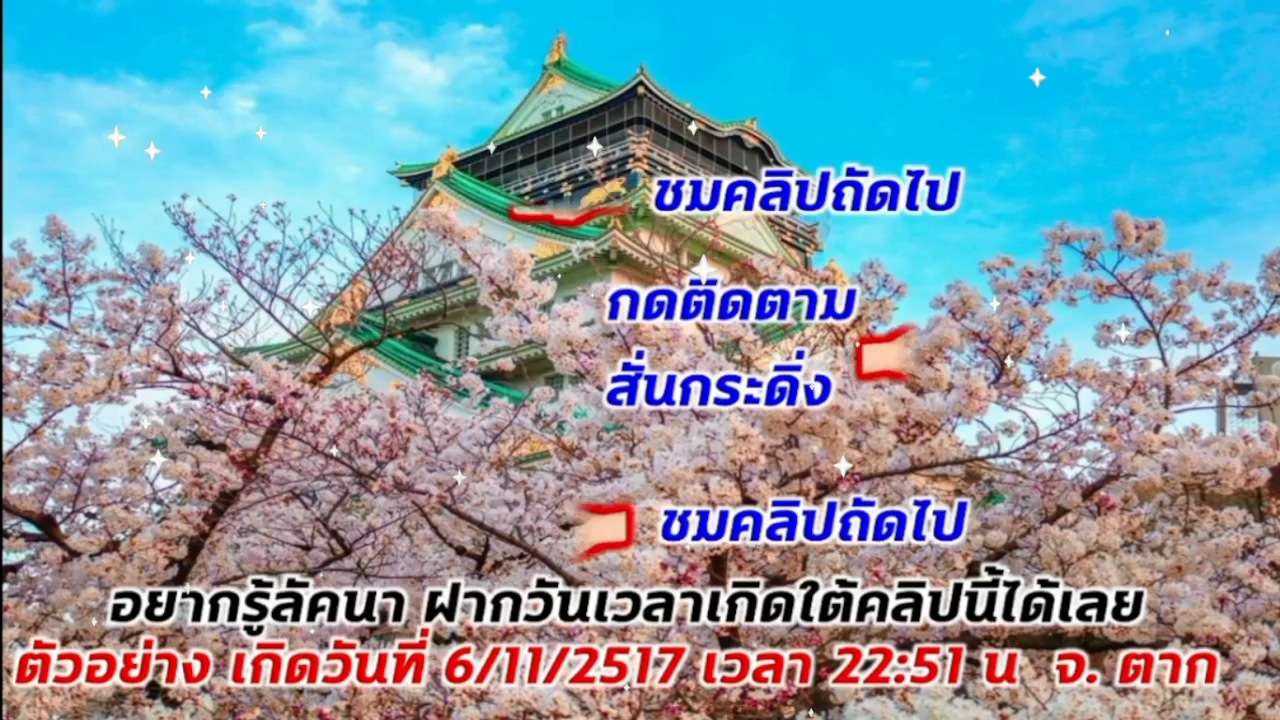 ชมคลิปถัดไป
กดติดตาม
สั่นกระดิ่ง
ชมคลิปถัดไป
อยากรู้ลัคนา ฝากวันเวลาเกิดใต้คลิปนี้ได้เลย
ตัวอย่าง เกิดวันที่ 6/11/2517 เวลา 22:51 น จ. ตาก